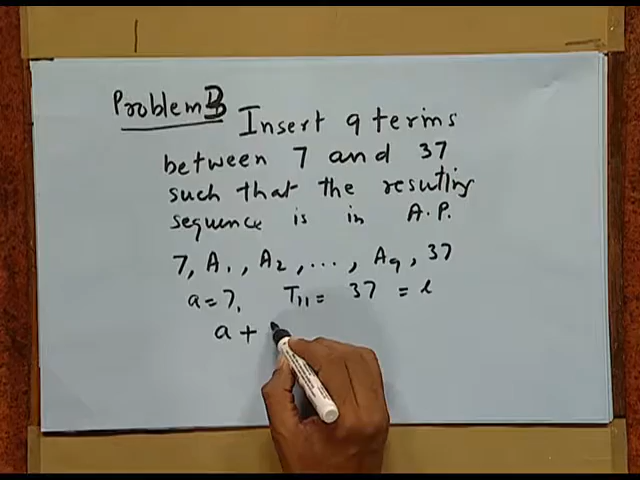 Problem 3 Insert 9 terms
between 7 and 37
such that the resulting
sequence is in A.P.
7, A₁, A₂, ..., A₉, 37
a = 7, T₁₁ = 37 = l
a +